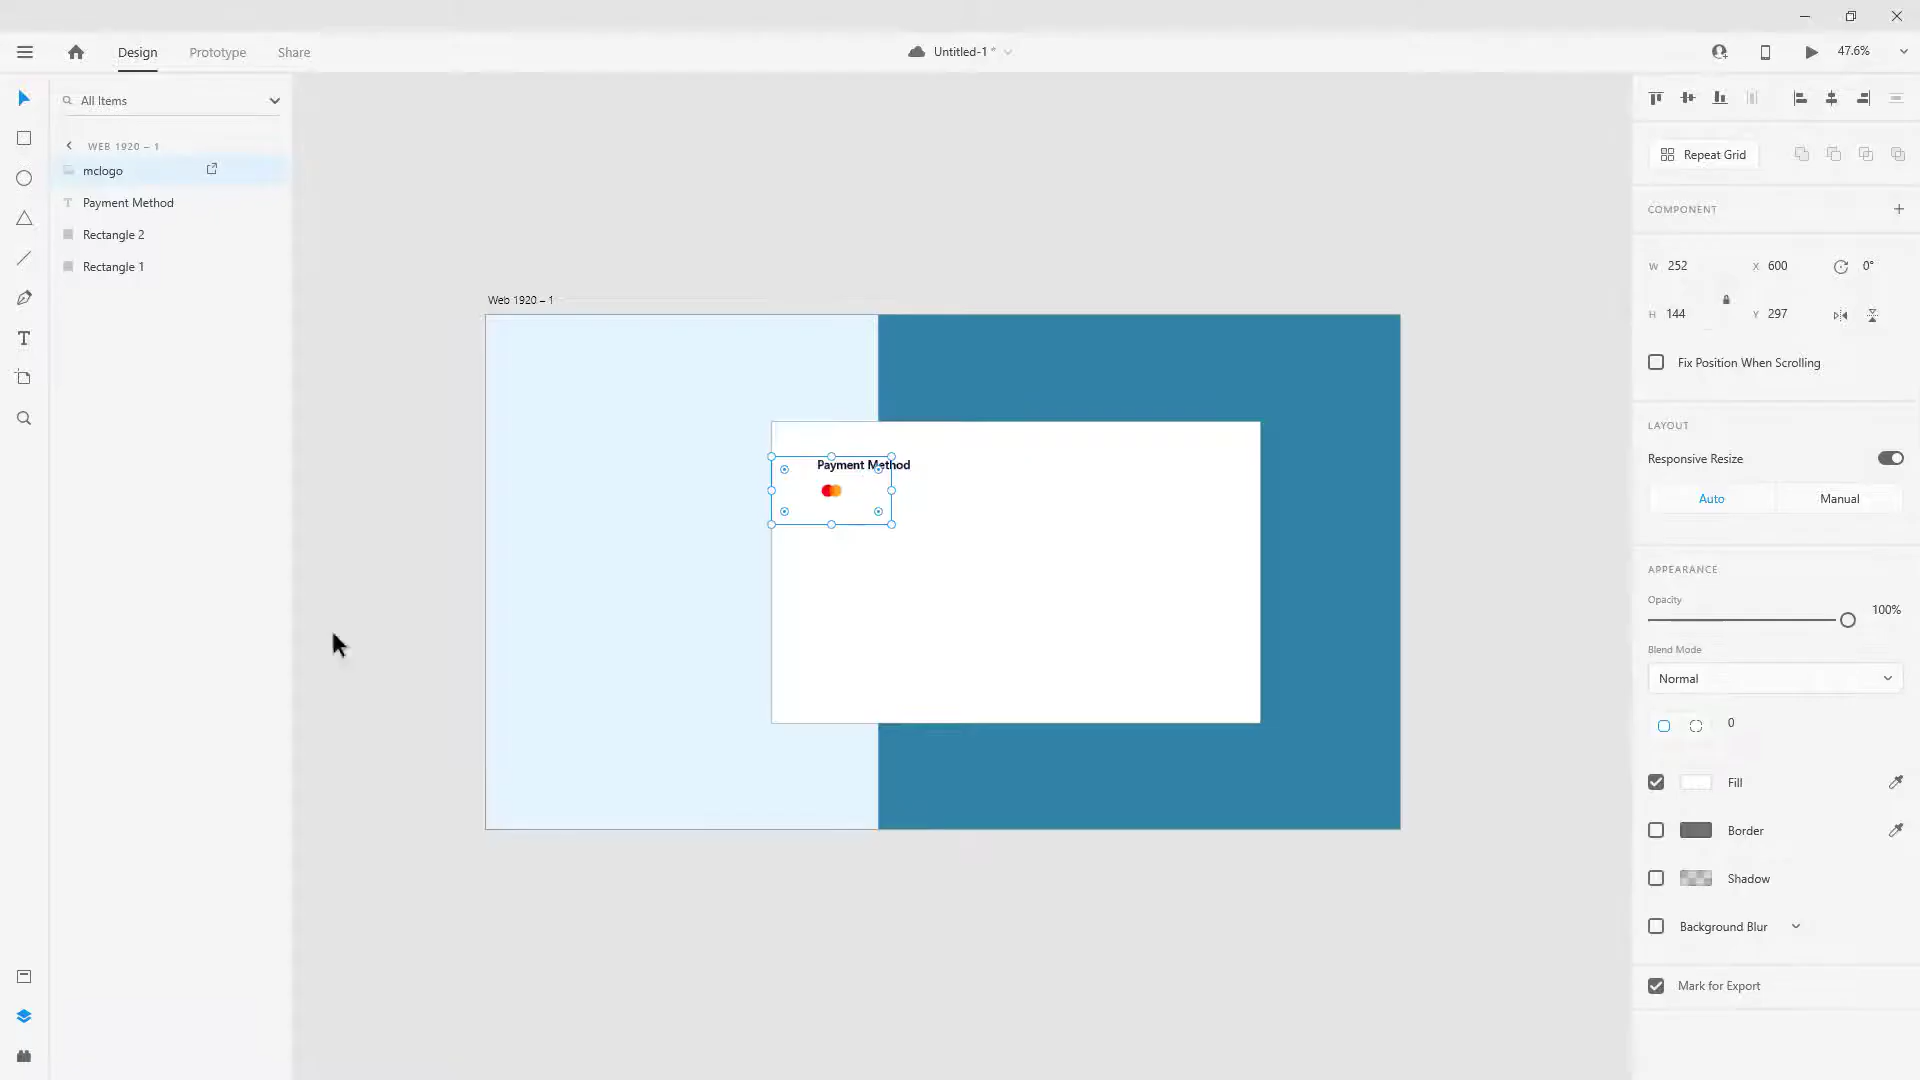 Design
Prototype
Share
Untitled-1 *
47.6%
All Items
WEB 1920 – 1
mclogo
Payment Method
Rectangle 2
Rectangle 1
Web 1920 – 1
Payment Method
Repeat Grid
COMPONENT
W 252
X 600
0°
H 144
Y 297
Fix Position When Scrolling
LAYOUT
Responsive Resize
Auto
Manual
APPEARANCE
Opacity
100%
Blend Mode
Normal
0
Fill
Border
Shadow
Background Blur
Mark for Export